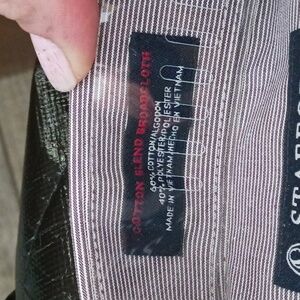 COTTON BLEND BROADCLOTH
60% COTTON/ALGODON
40% POLYESTER/POLIESTER
MADE IN VIETNAM/HECHO EN VIETNAM